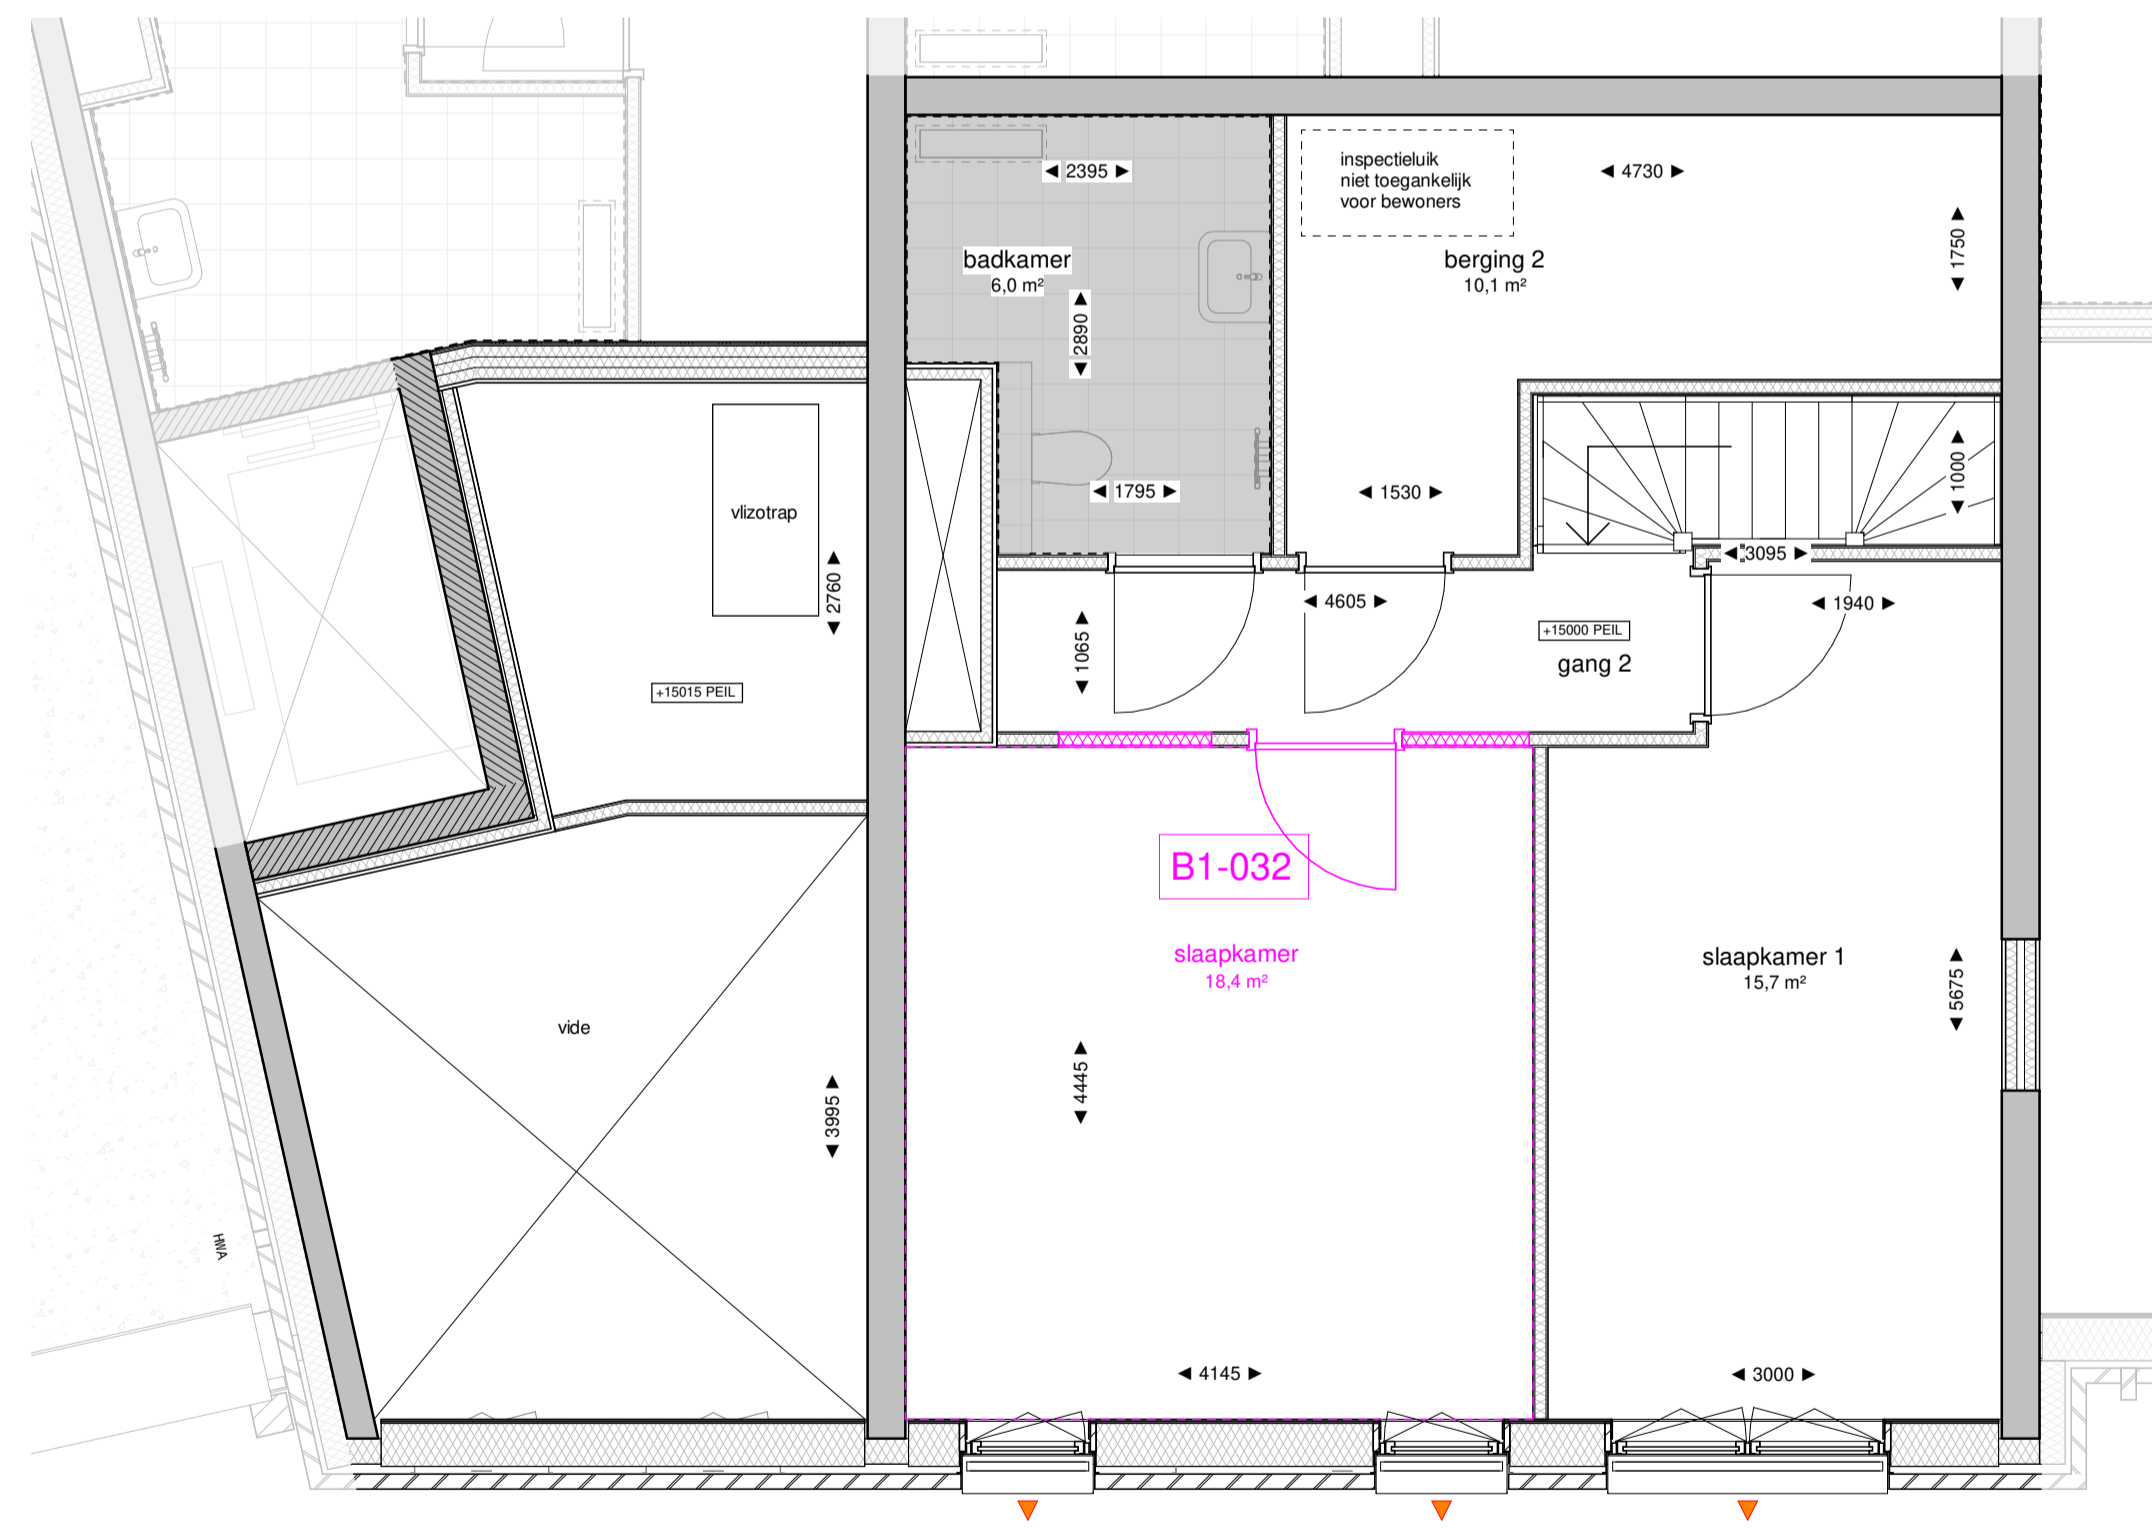 inspectieluik
niet toegankelijk
voor bewoners
2395
4730
1750
badkamer
6,0 m²
berging 2
10,1 m²
2890
1000
1795
1530
vlizotrap
3095
2760
4605
1940
1065
+15000 PEIL
gang 2
+15015 PEIL
B1-032
slaapkamer
18,4 m²
slaapkamer 1
15,7 m²
5675
vide
4445
3995
HWA
4145
3000